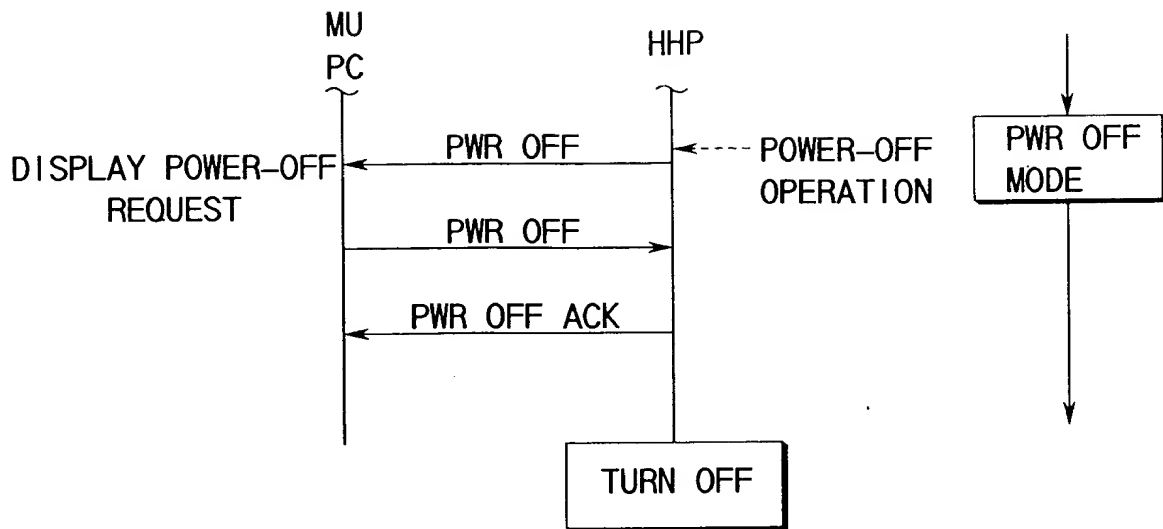 MU
PC
HHP
PWR OFF
DISPLAY POWER-OFF
REQUEST
POWER-OFF
OPERATION
PWR OFF
MODE
PWR OFF
PWR OFF ACK
TURN OFF